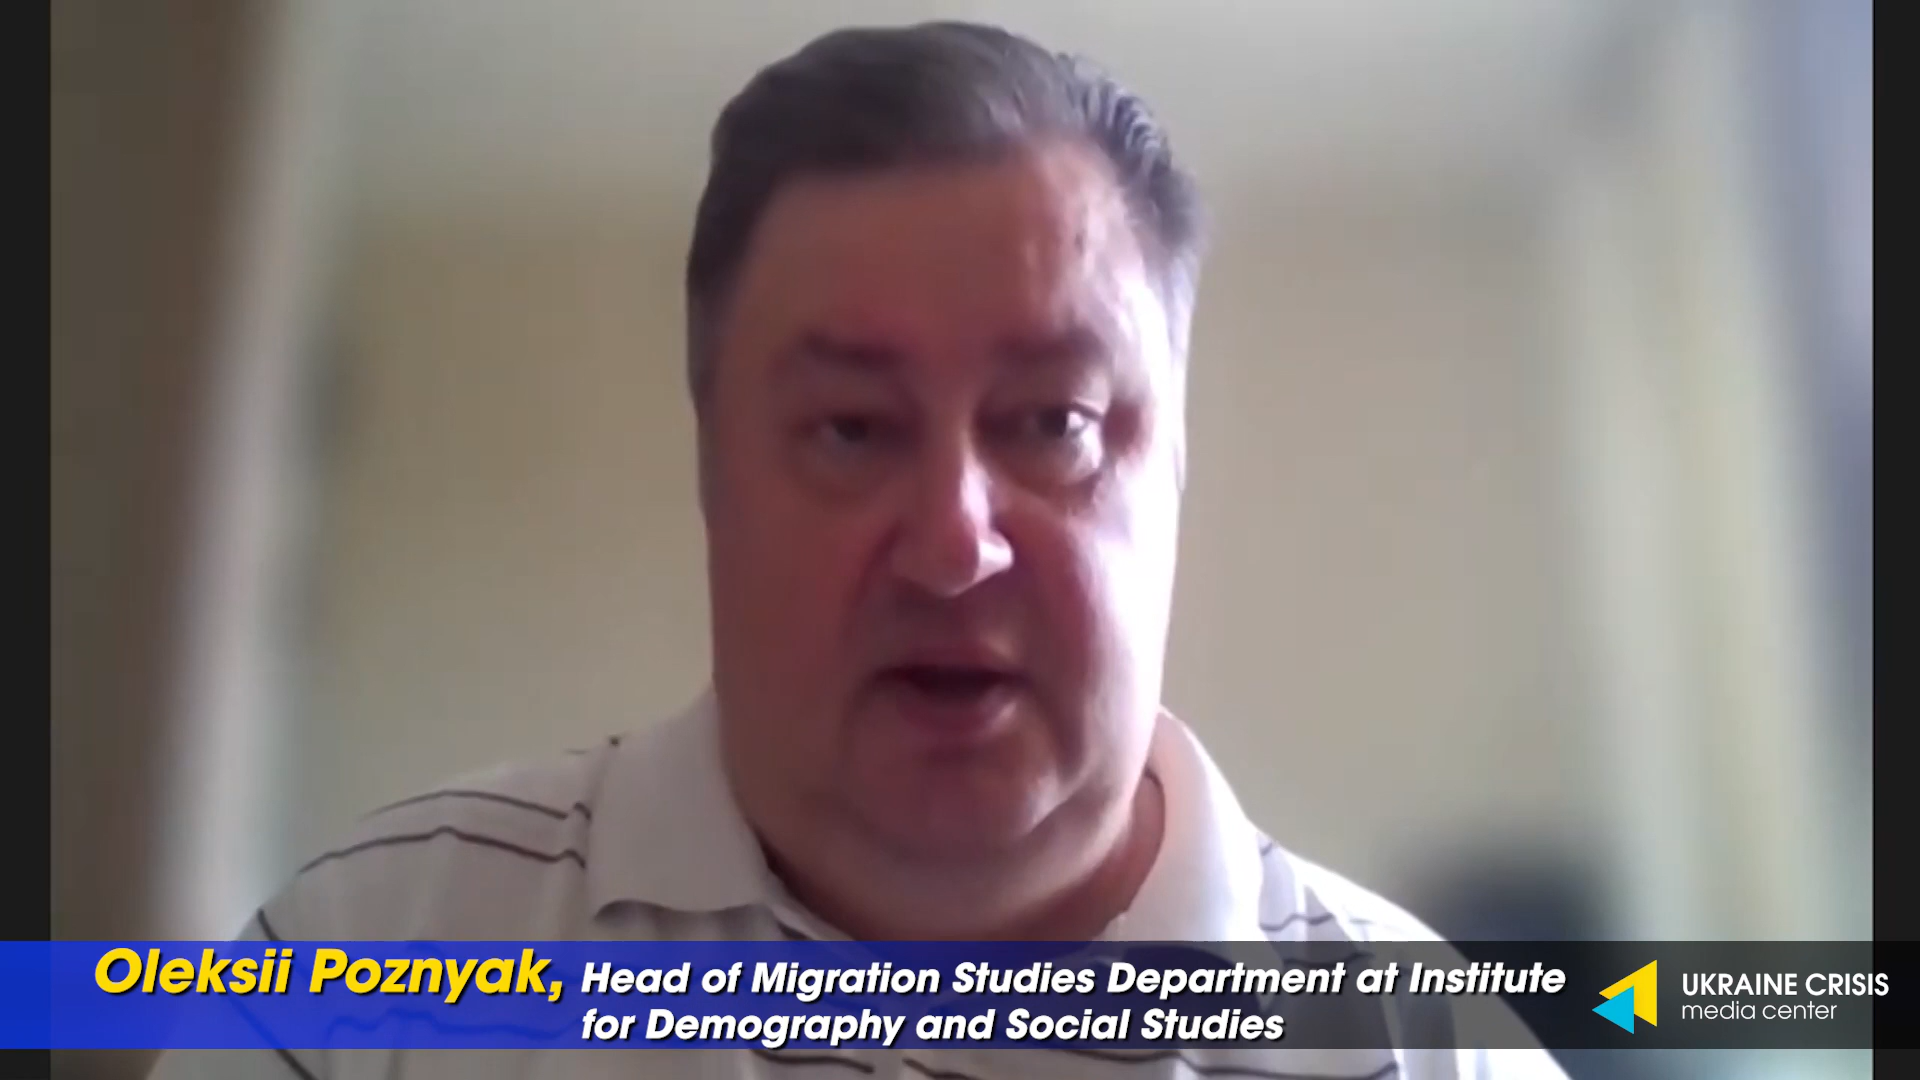 Oleksii Poznyak, Head of Migration Studies Department at Institute
for Demography and Social Studies
UKRAINE CRISIS
media center